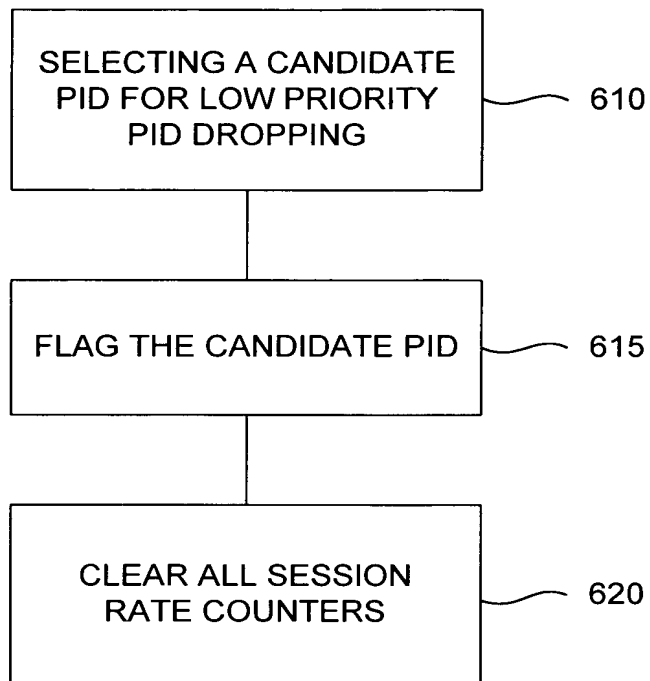 SELECTING A CANDIDATE
PID FOR LOW PRIORITY
PID DROPPING
610
FLAG THE CANDIDATE PID
615
CLEAR ALL SESSION
RATE COUNTERS
620